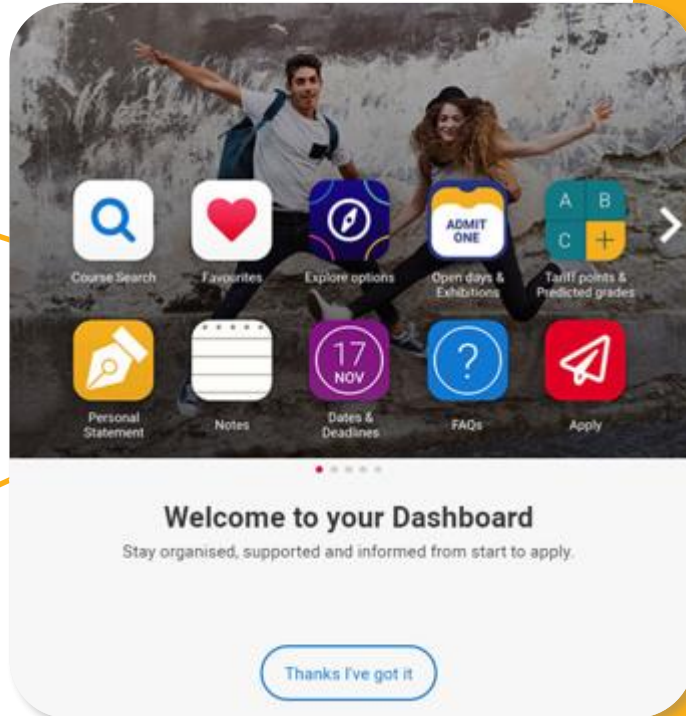 ADMIT
ONE
A B
C +
Course Search
Favourites
Explore options
Open days &
Exhibitions
Tariff points &
Predicted grades
17
NOV
?
Personal
Statement
Notes
Dates &
Deadlines
FAQs
Apply
Welcome to your Dashboard
Stay organised, supported and informed from start to apply.
Thanks I've got it